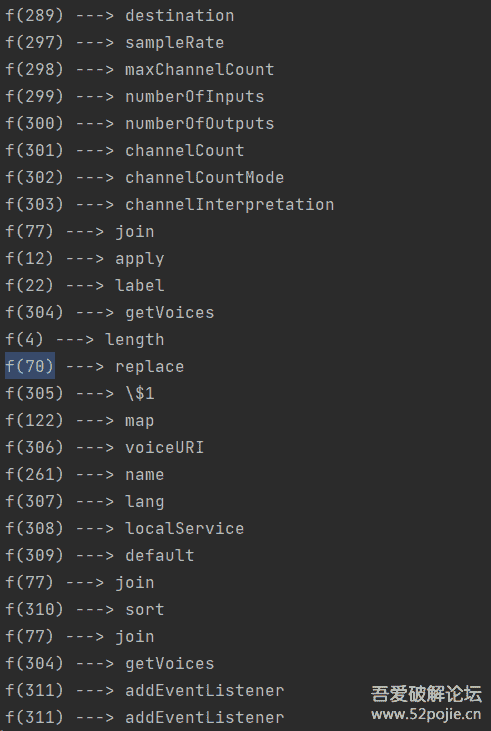 f(289) ---> destination
f(297) ---> sampleRate
f(298) ---> maxChannelCount
f(299) ---> numberOfInputs
f(300) ---> numberOfOutputs
f(301) ---> channelCount
f(302) ---> channelCountMode
f(303) ---> channelInterpretation
f(77) ---> join
f(12) ---> apply
f(22) ---> label
f(304) ---> getVoices
f(4) ---> length
f(70) ---> replace
f(305) ---> \$1
f(122) ---> map
f(306) ---> voiceURI
f(261) ---> name
f(307) ---> lang
f(308) ---> localService
f(309) ---> default
f(77) ---> join
f(310) ---> sort
f(77) ---> join
f(304) ---> getVoices
f(311) ---> addEventListener
f(311) ---> addEventListener
吾爱破解论坛
www.52pojie.cn